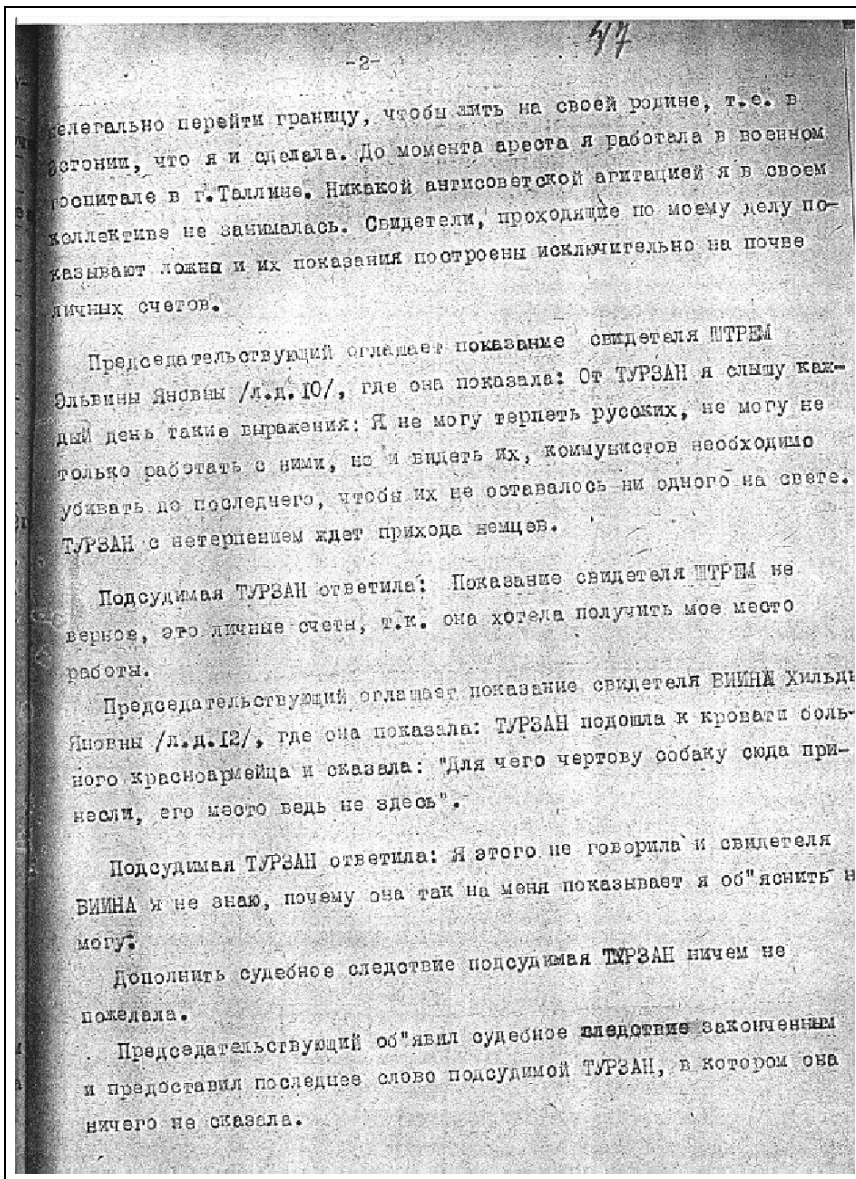 47
-2-
нелегально перейти границу, чтобы жить на своей родине, т.е. в
Эстонии, что я и сделала. До момента ареста я работала в военном
госпитале в г.Таллине. Никакой антисоветской агитацией я в своем
коллективе не занималась. Свидетели, проходящие по моему делу по-
казывают ложно и их показания построены исключительно на почве
личных счетов.
Председательствующий оглашает показание свидетеля ШТРЕМ
Эльвины Яновны /л.д.10/, где она показала: От ТУРЗАН я слышу каж-
дый день такие выражения: Я не могу терпеть русских, не могу не
только работать с ними, но и видеть их, коммунистов необходимо
убивать до последнего, чтобы их не оставалось ни одного на свете.
ТУРЗАН с нетерпением ждет прихода немцев.
Подсудимая ТУРЗАН ответила: Показание свидетеля ШТРЕМ не
верное, это личные счеты, т.к. она хотела получить мое место
работы.
Председательствующий оглашает показание свидетеля ВИИНА Хильды
Яновны /л.д.12/, где она показала: ТУРЗАН подошла к кровати боль-
ного красноармейца и сказала: "Для чего чертову собаку сюда при-
несли, его место ведь не здесь".
Подсудимая ТУРЗАН ответила: Я этого не говорила и свидетеля
ВИИНА я не знаю, почему она так на меня показывает я об"яснить н
могу.
Дополнить судебное следствие подсудимая ТУРЗАН ничем не
пожелала.
Председательствующий об"явил судебное следствие законченным
и предоставил последнее слово подсудимой ТУРЗАН, в котором она
ничего не сказала.